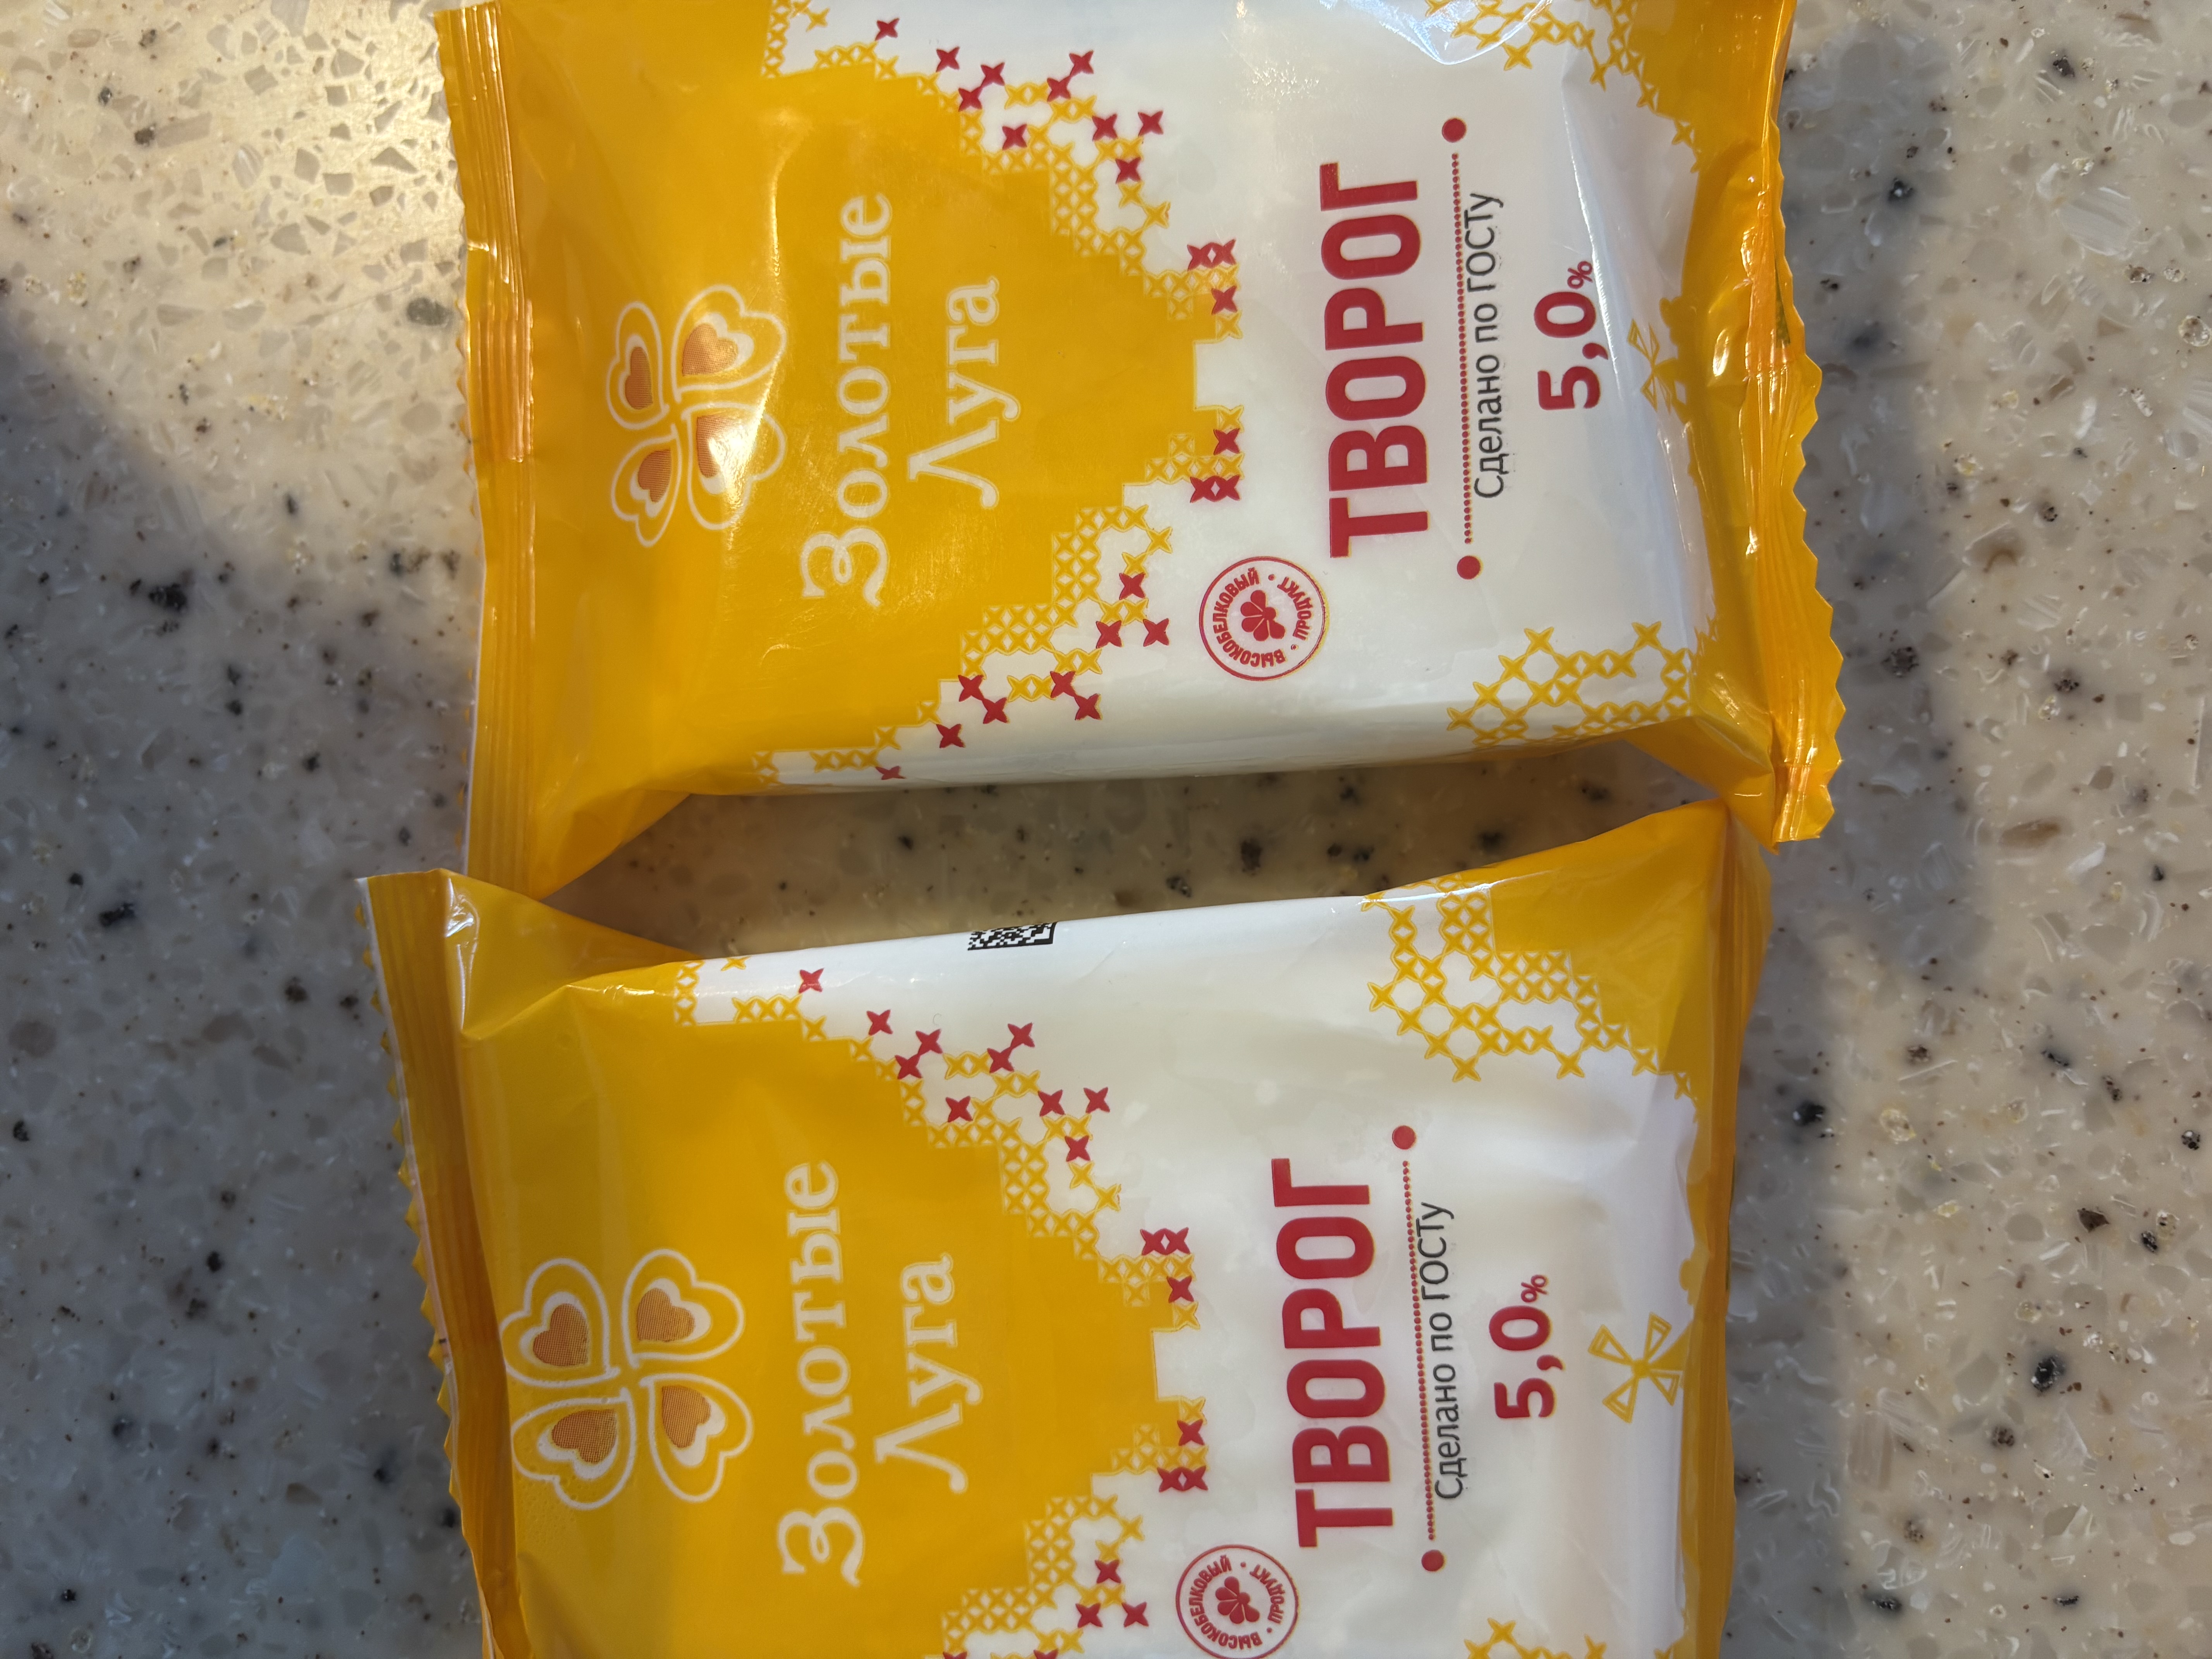 Золотые
Луга
ВЫСОКОБЕЛКОВЫЙ • ПРОДУКТ •
ТВОРОГ
Сделано по ГОСТу
5,0%
Золотые
Луга
ВЫСОКОБЕЛКОВЫЙ • ПРОДУКТ •
ТВОРОГ
Сделано по ГОСТу
5,0%